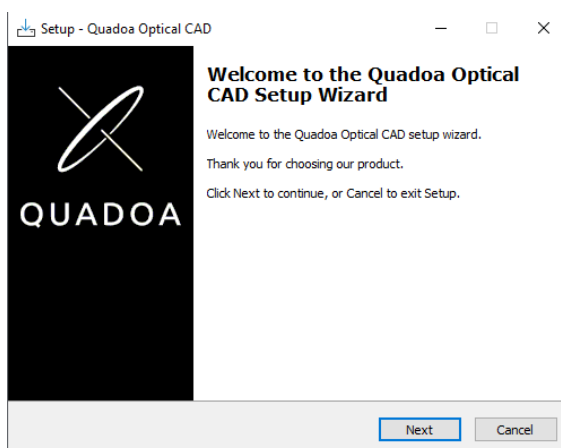 Setup - Quadoa Optical CAD
Welcome to the Quadoa Optical
CAD Setup Wizard
Welcome to the Quadoa Optical CAD setup wizard.
Thank you for choosing our product.
Click Next to continue, or Cancel to exit Setup.
QUADOA
Next
Cancel